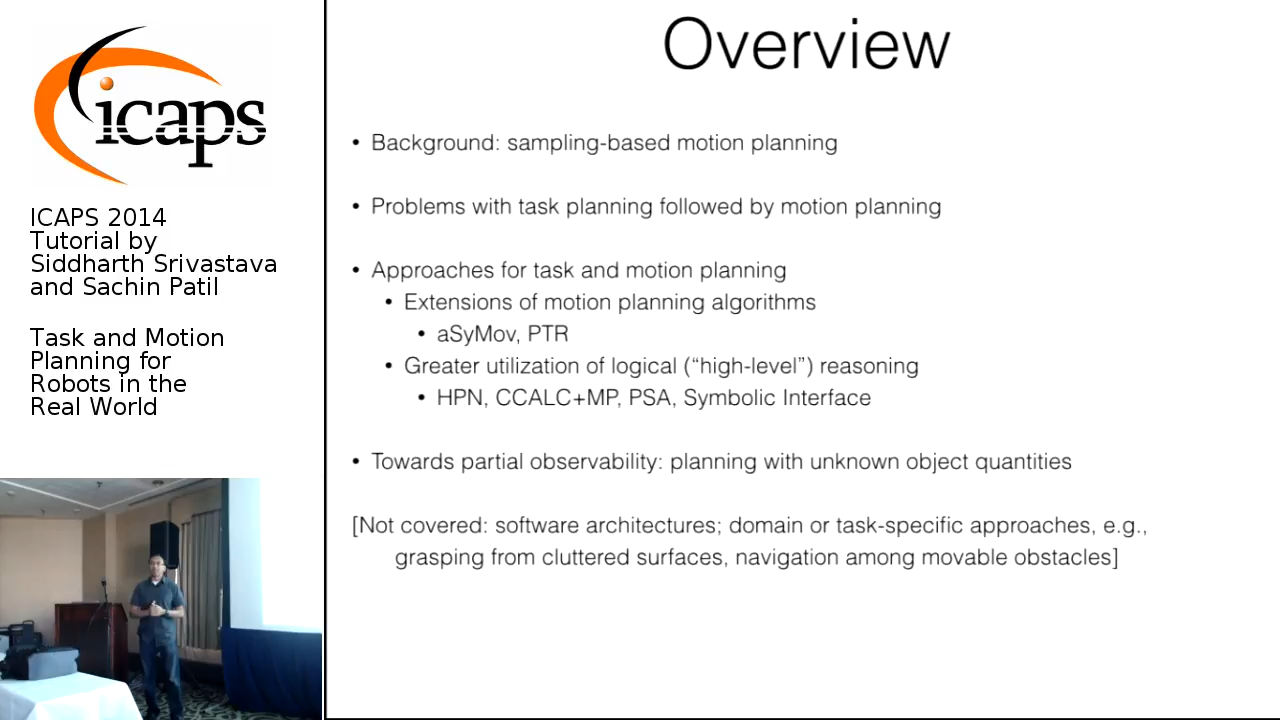 icaps
ICAPS 2014
Tutorial by
Siddharth Srivastava
and Sachin Patil
Task and Motion
Planning for
Robots in the
Real World
Overview
• Background: sampling-based motion planning
• Problems with task planning followed by motion planning
• Approaches for task and motion planning
• Extensions of motion planning algorithms
• aSyMov, PTR
• Greater utilization of logical (“high-level”) reasoning
• HPN, CCALC+MP, PSA, Symbolic Interface
• Towards partial observability: planning with unknown object quantities
[Not covered: software architectures; domain or task-specific approaches, e.g.,
grasping from cluttered surfaces, navigation among movable obstacles]